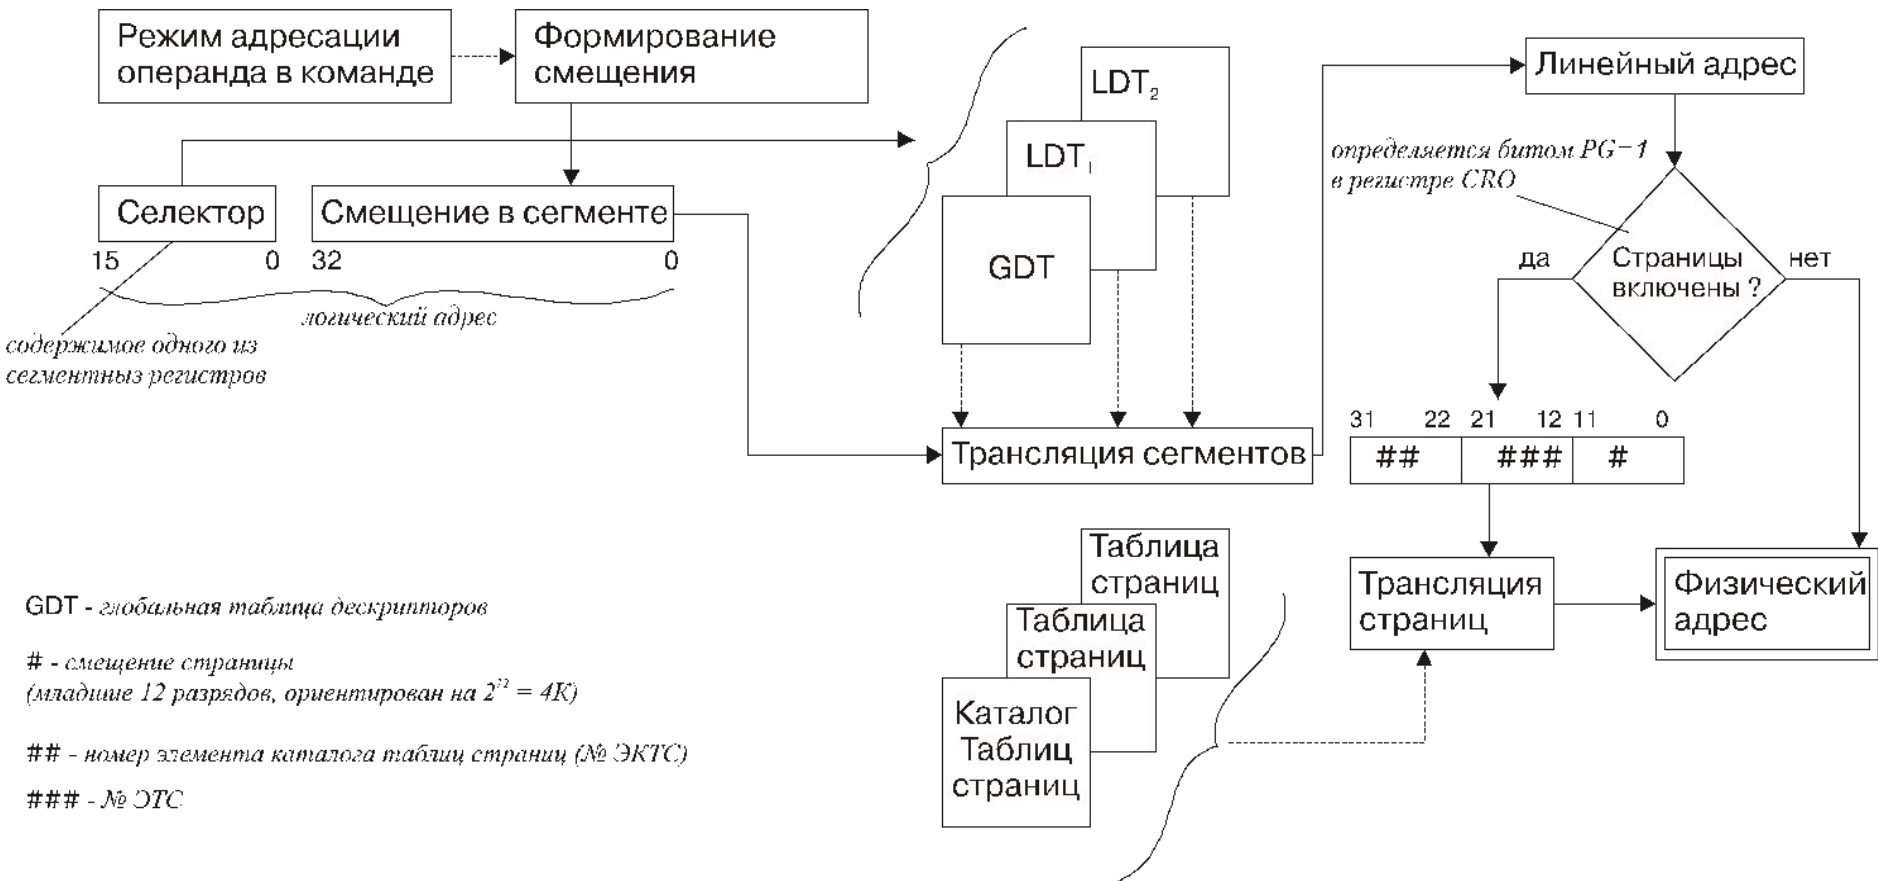 Режим адресации
операнда в команде
Формирование
смещения
Селектор
15 0
содержимое одного из
сегментныз регистров
Смещение в сегменте
32 0
логический адрес
LDT2
LDT1
GDT
Трансляция сегментов
Линейный адрес
определяется битом PG=1
в регистре CRO
Страницы
включены ?
да
нет
31 22 21 12 11 0
## ### #
Трансляция
страниц
Физический
адрес
Таблица
страниц
Таблица
страниц
Каталог
Таблиц
страниц
GDT - глобальная таблица дескрипторов
# - смещение страницы
(младшие 12 разрядов, ориентирован на 2¹² = 4К)
## - номер элемента каталога таблиц страниц (№ ЭКТС)
### - № ЭТС